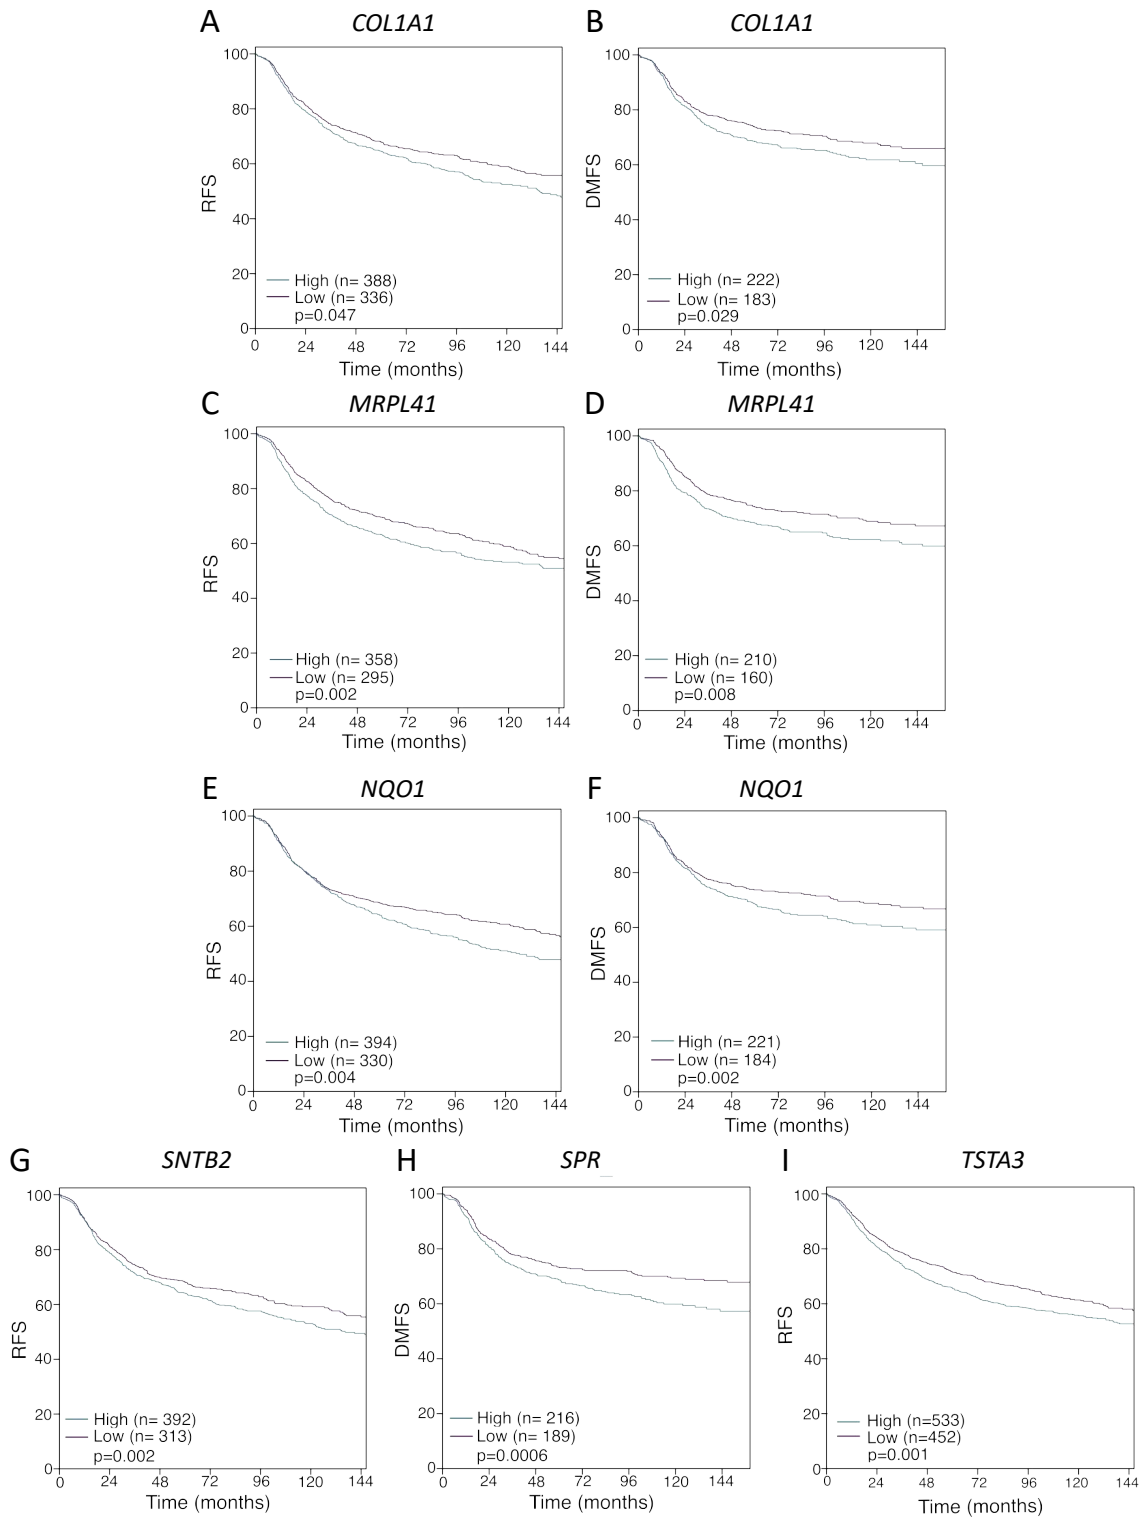 A COL1A1
100
80
60
40
20
0
RFS
High (n= 388)
Low (n= 336)
p=0.047
0 24 48 72 96 120 144
Time (months)
B COL1A1
100
80
60
40
20
0
DMFS
High (n= 222)
Low (n= 183)
p=0.029
0 24 48 72 96 120 144
Time (months)
C MRPL41
100
80
60
40
20
0
RFS
High (n= 358)
Low (n= 295)
p=0.002
0 24 48 72 96 120 144
Time (months)
D MRPL41
100
80
60
40
20
0
DMFS
High (n= 210)
Low (n= 160)
p=0.008
0 24 48 72 96 120 144
Time (months)
E NQO1
100
80
60
40
20
0
RFS
High (n= 394)
Low (n= 330)
p=0.004
0 24 48 72 96 120 144
Time (months)
F NQO1
100
80
60
40
20
0
DMFS
High (n= 221)
Low (n= 184)
p=0.002
0 24 48 72 96 120 144
Time (months)
G SNTB2
100
80
60
40
20
0
RFS
High (n= 392)
Low (n= 313)
p=0.002
0 24 48 72 96 120 144
Time (months)
H SPR
100
80
60
40
20
0
DMFS
High (n= 216)
Low (n= 189)
p=0.0006
0 24 48 72 96 120 144
Time (months)
I TSTA3
100
80
60
40
20
0
RFS
High (n=533)
Low (n=452)
p=0.001
0 24 48 72 96 120 144
Time (months)